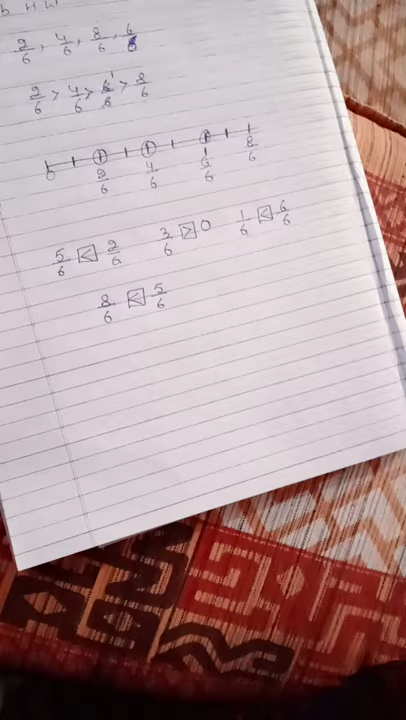 2/6, 4/6, 8/6, 6/6
2/6 > 4/6 > 6/6 > 8/6
0 2/6 4/6 6/6 8/6
5/6 < 2/6 3/6 > 0 1/6 < 6/6
8/6 < 5/6